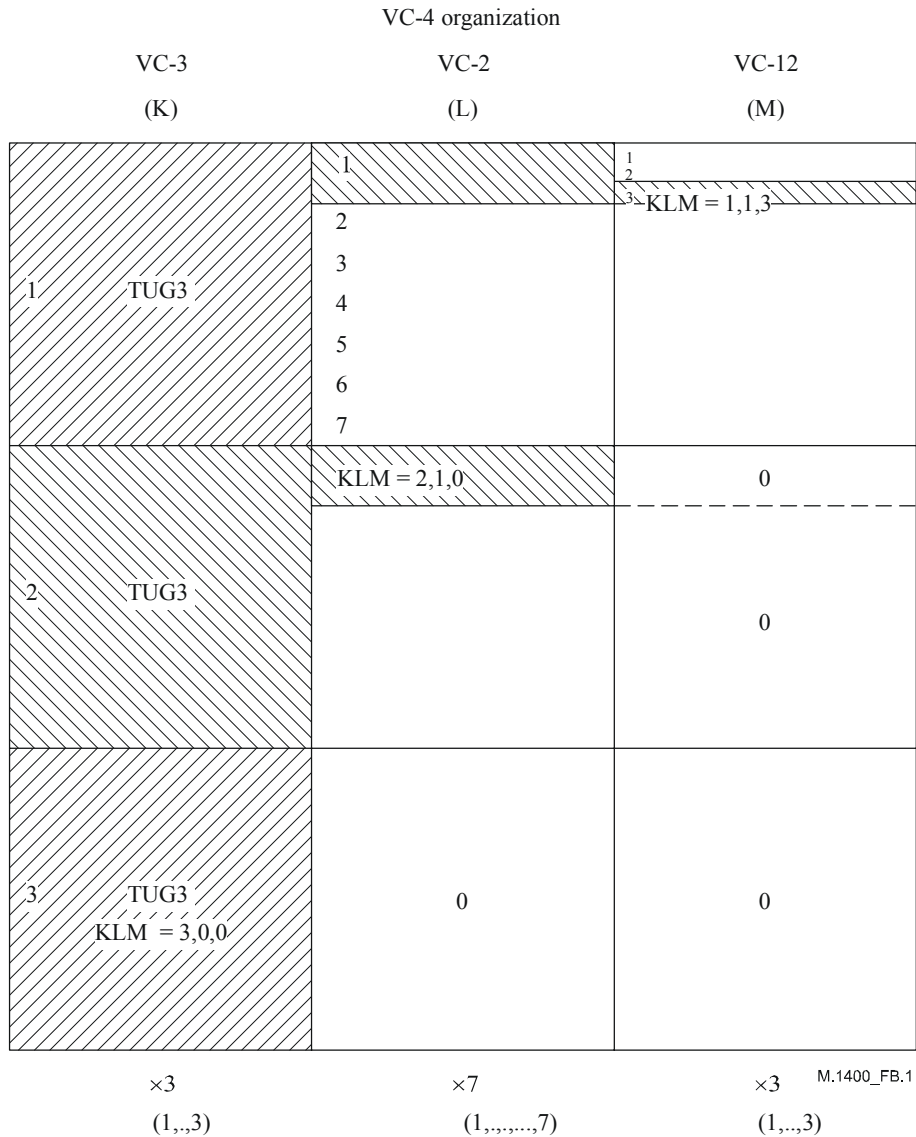 VC-4 organization
VC-3 VC-2 VC-12
(K) (L) (M)
1
1
2
3 KLM = 1,1,3
2
3
1 TUG3
4
5
6
7
KLM = 2,1,0 0
2 TUG3
0
3 TUG3 0 0
KLM = 3,0,0
×3 ×7 ×3 M.1400_FB.1
(1,.,3) (1,.,.,...,7) (1,..,3)